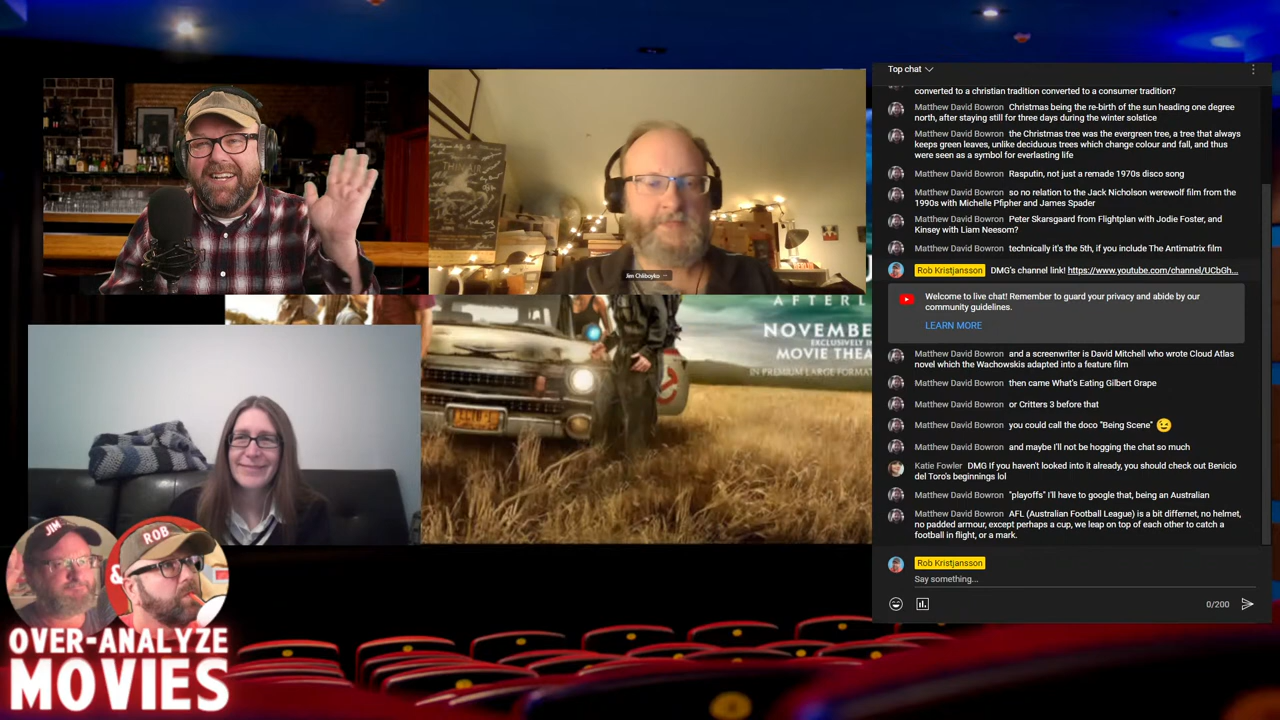 Top chat
converted to a christian tradition converted to a consumer tradition?
Matthew David Bowron Christmas being the re-birth of the sun heading one degree
north, after staying still for three days during the winter solstice
Matthew David Bowron the Christmas tree was the evergreen tree, a tree that always
keeps green leaves, unlike deciduous trees which change colour and fall, and thus
were seen as a symbol for everlasting life
Matthew David Bowron Rasputin, not just a remade 1970s disco song
Matthew David Bowron so no relation to the Jack Nicholson werewolf film from the
1990s with Michelle Pfipher and James Spader
Matthew David Bowron Peter Skarsgaard from Flightplan with Jodie Foster, and
Kinsey with Liam Neesom?
Matthew David Bowron technically it's the 5th, if you include The Antimatrix film
Rob Kristjansson DMG's channel link! https://www.youtube.com/channel/UCbGh...
Welcome to live chat! Remember to guard your privacy and abide by our
community guidelines.
LEARN MORE
Matthew David Bowron and a screenwriter is David Mitchell who wrote Cloud Atlas
novel which the Wachowskis adapted into a feature film
Matthew David Bowron then came What's Eating Gilbert Grape
Matthew David Bowron or Critters 3 before that
Matthew David Bowron you could call the doco "Being Scene" 😉
Matthew David Bowron and maybe I'll not be hogging the chat so much
Katie Fowler DMG If you haven't looked into it already, you should check out Benicio
del Toro's beginnings lol
Matthew David Bowron "playoffs" I'll have to google that, being an Australian
Matthew David Bowron AFL (Australian Football League) is a bit differnet, no helmet,
no padded armour, except perhaps a cup, we leap on top of each other to catch a
football in flight, or a mark.
Rob Kristjansson
Say something...
0/200
Jim Chliboyko
AFTERL
NOVEMBE
EXCLUSIVELY I
MOVIE THEA
IN PREMIUM LARGE FORMAT
ECTO-1
JIM
&
ROB
OVER-ANALYZE
MOVIES